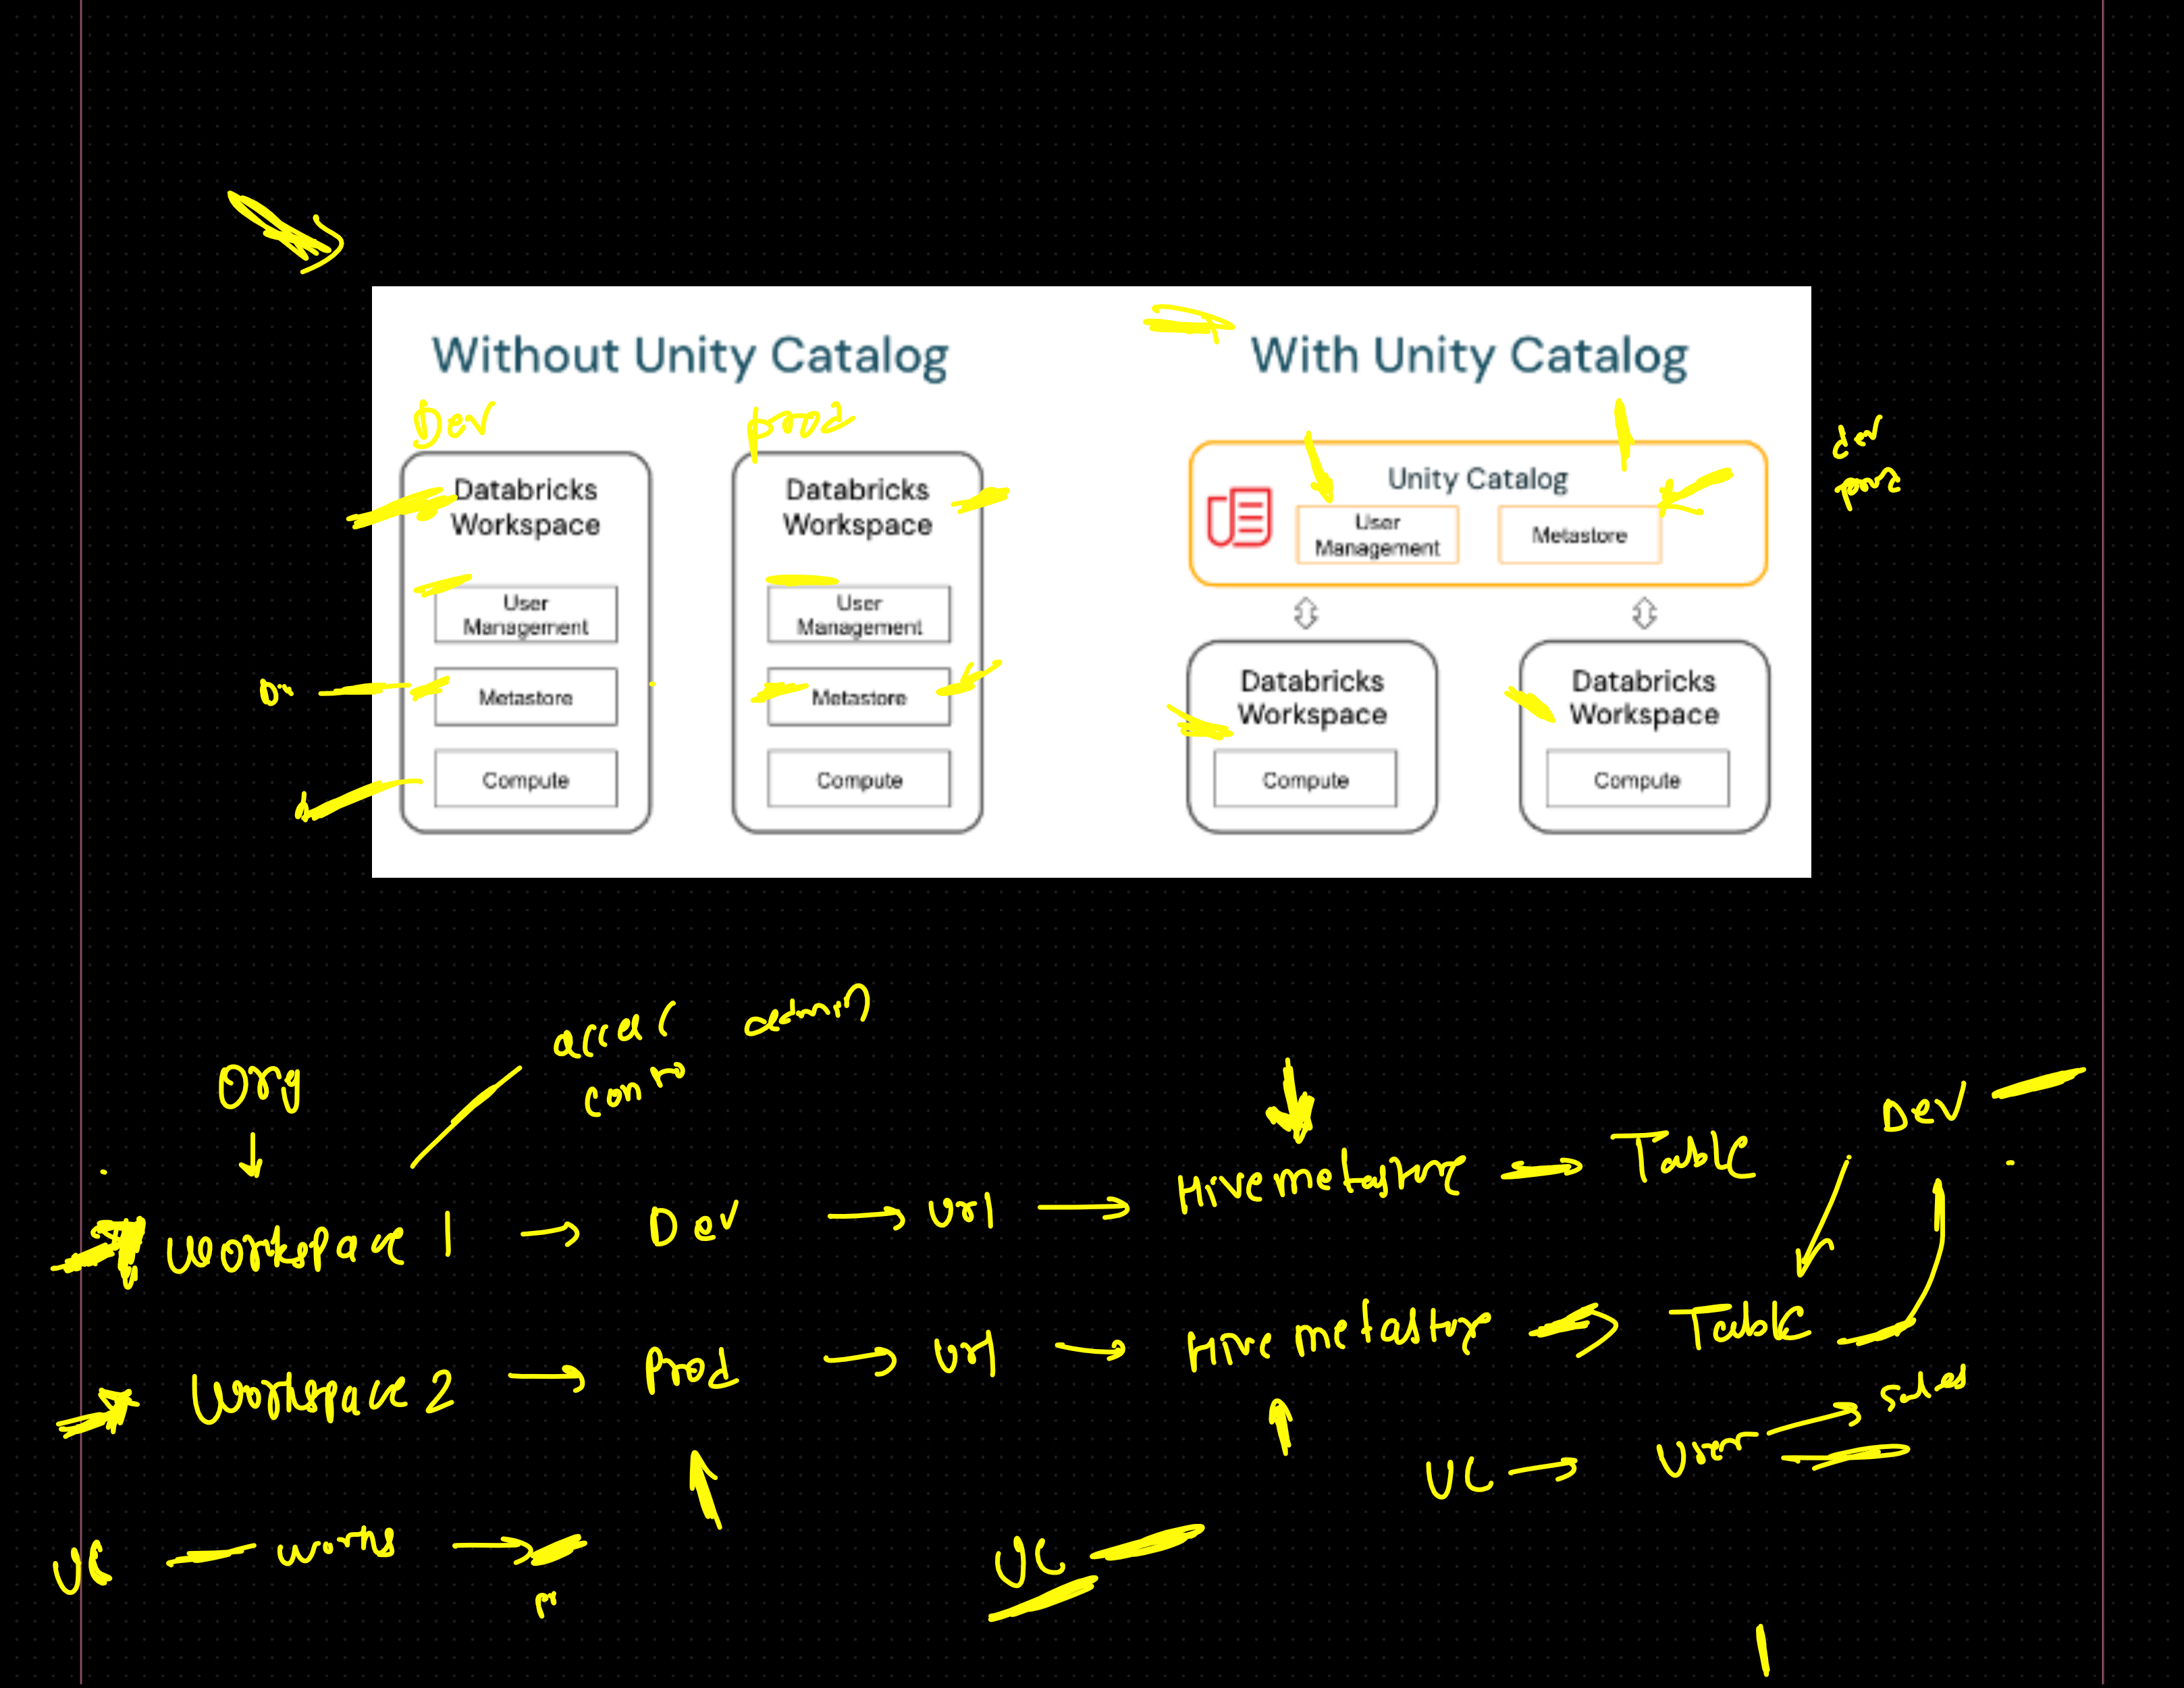 Without Unity Catalog
With Unity Catalog
Dev
prod
dev
prod
Databricks
Workspace
Databricks
Workspace
Unity Catalog
User
Management
Metastore
User
Management
User
Management
Metastore
Metastore
Databricks
Workspace
Databricks
Workspace
Compute
Compute
Compute
Compute
admin
Org
Dev
Workspace 1 → Dev → url → Hive metastore → Table
Workspace 2 → Prod → url → Hive metastore → Table
UC → User → sales
UC
UC